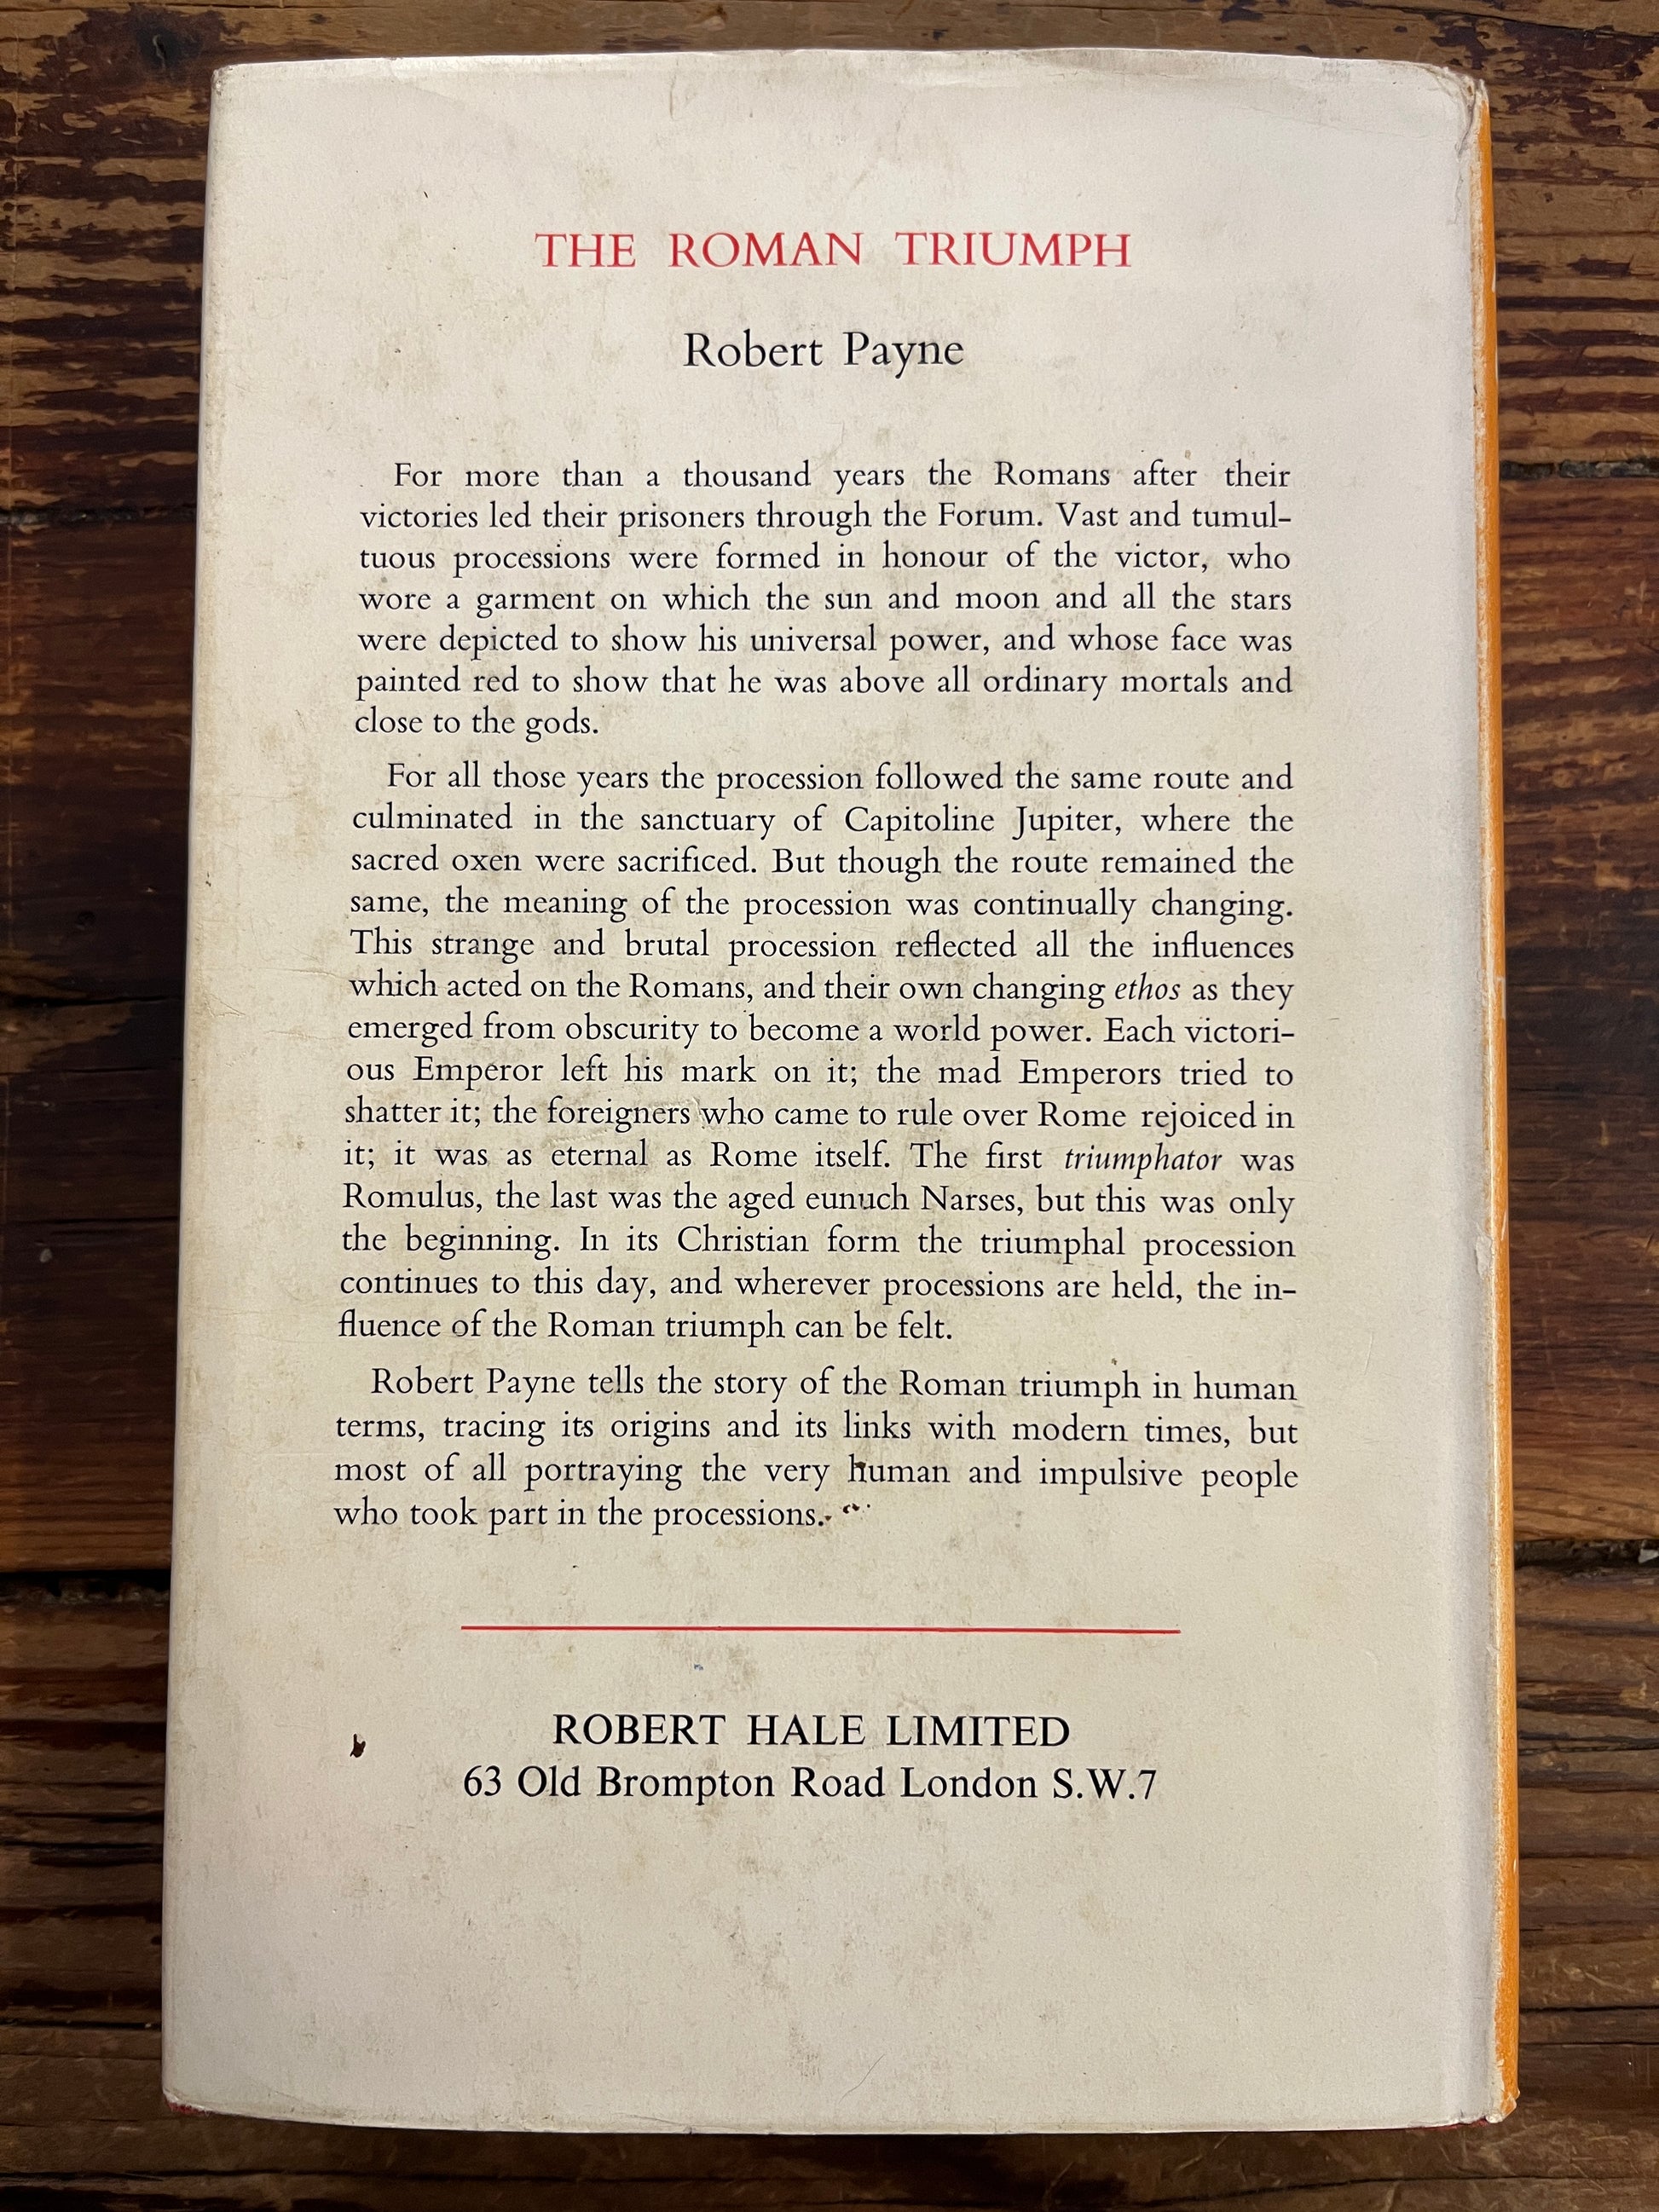 THE ROMAN TRIUMPH
Robert Payne
For more than a thousand years the Romans after their
victories led their prisoners through the Forum. Vast and tumul-
tuous processions were formed in honour of the victor, who
wore a garment on which the sun and moon and all the stars
were depicted to show his universal power, and whose face was
painted red to show that he was above all ordinary mortals and
close to the gods.
For all those years the procession followed the same route and
culminated in the sanctuary of Capitoline Jupiter, where the
sacred oxen were sacrificed. But though the route remained the
same, the meaning of the procession was continually changing.
This strange and brutal procession reflected all the influences
which acted on the Romans, and their own changing ethos as they
emerged from obscurity to become a world power. Each victori-
ous Emperor left his mark on it; the mad Emperors tried to
shatter it; the foreigners who came to rule over Rome rejoiced in
it; it was as eternal as Rome itself. The first triumphator was
Romulus, the last was the aged eunuch Narses, but this was only
the beginning. In its Christian form the triumphal procession
continues to this day, and wherever processions are held, the in-
fluence of the Roman triumph can be felt.
Robert Payne tells the story of the Roman triumph in human
terms, tracing its origins and its links with modern times, but
most of all portraying the very human and impulsive people
who took part in the processions.
ROBERT HALE LIMITED
63 Old Brompton Road London S.W.7